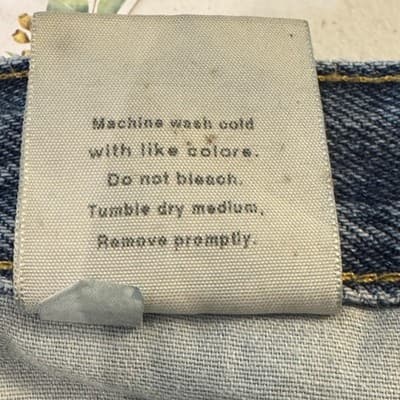 Machine wash cold
with like colors.
Do not bleach.
Tumble dry medium,
Remove promptly.